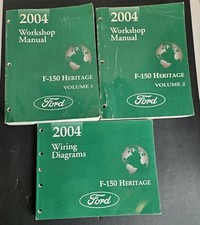 2004
Workshop
Manual
F-150 HERITAGE
VOLUME 1
Ford
2004
Workshop
Manual
F-150 HERITAGE
VOLUME 2
Ford
2004
Wiring
Diagrams
F-150 HERITAGE
Ford